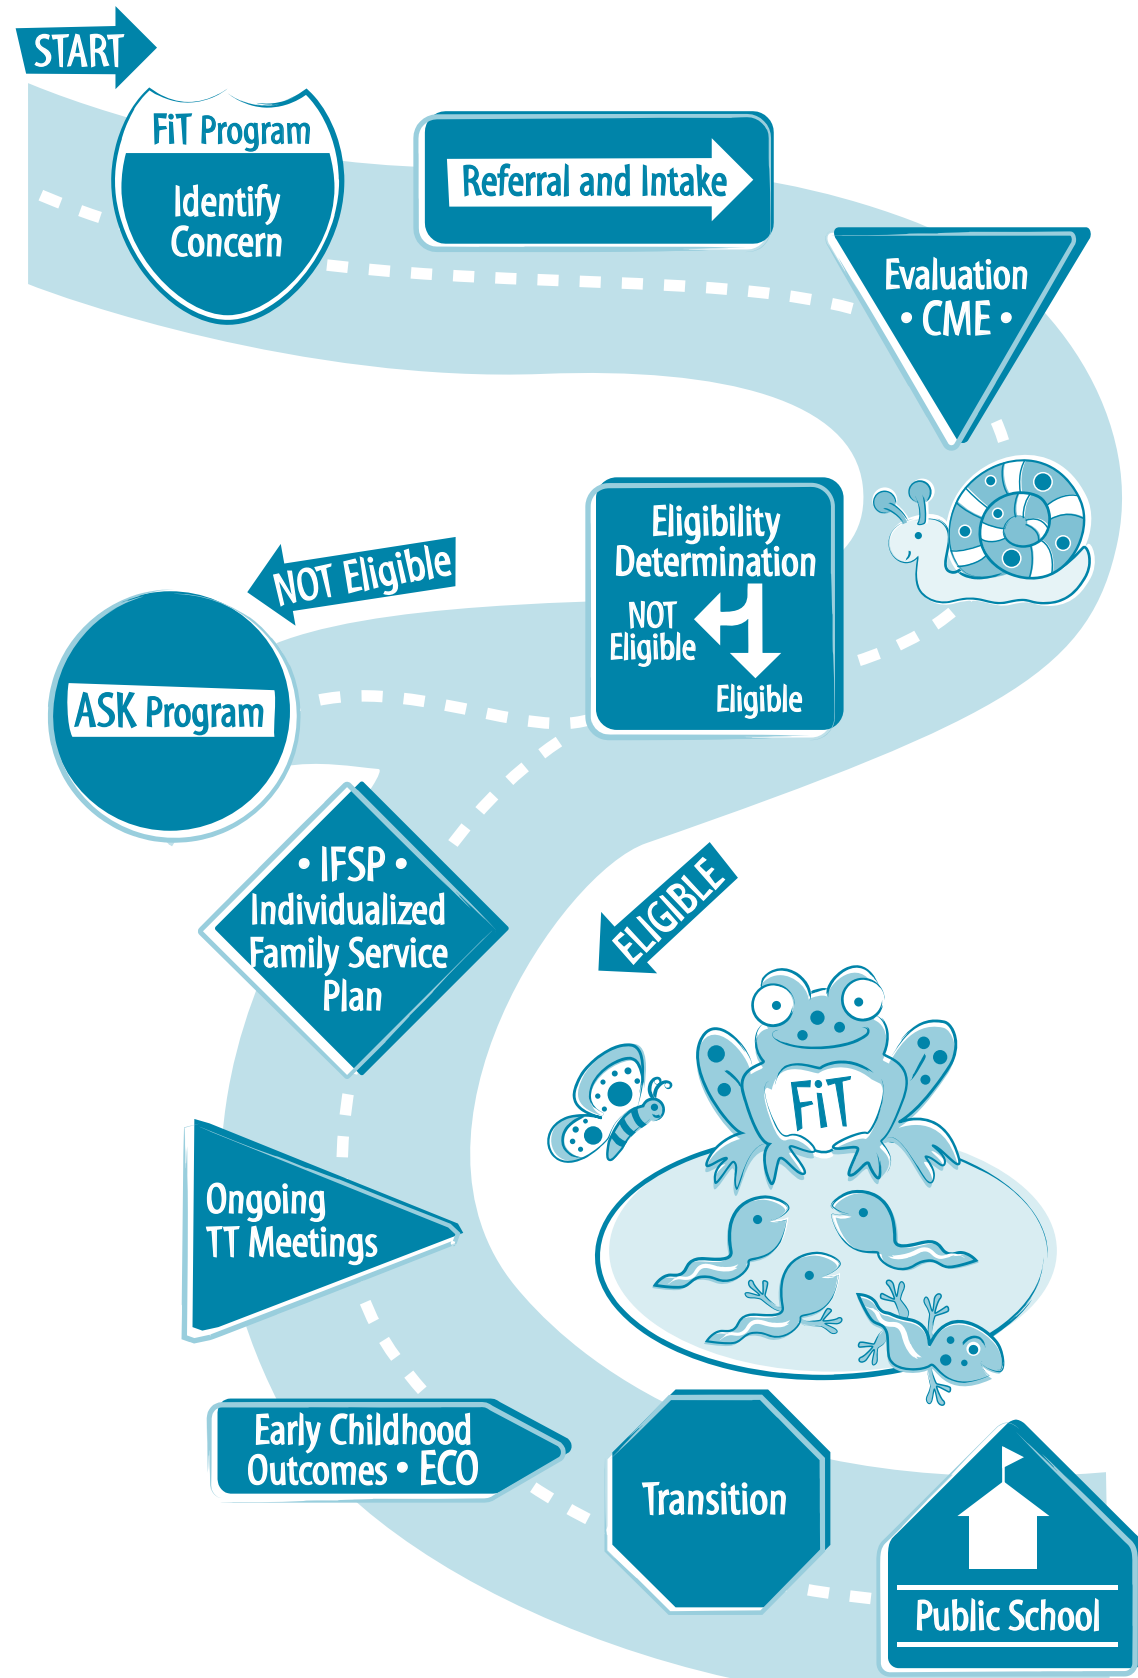 START
FiT Program
Identify
Concern
Referral and Intake
Evaluation
• CME •
Eligibility
Determination
NOT
Eligible
Eligible
NOT Eligible
ASK Program
• IFSP •
Individualized
Family Service
Plan
ELIGIBLE
FiT
Ongoing
TT Meetings
Early Childhood
Outcomes • ECO
Transition
Public School